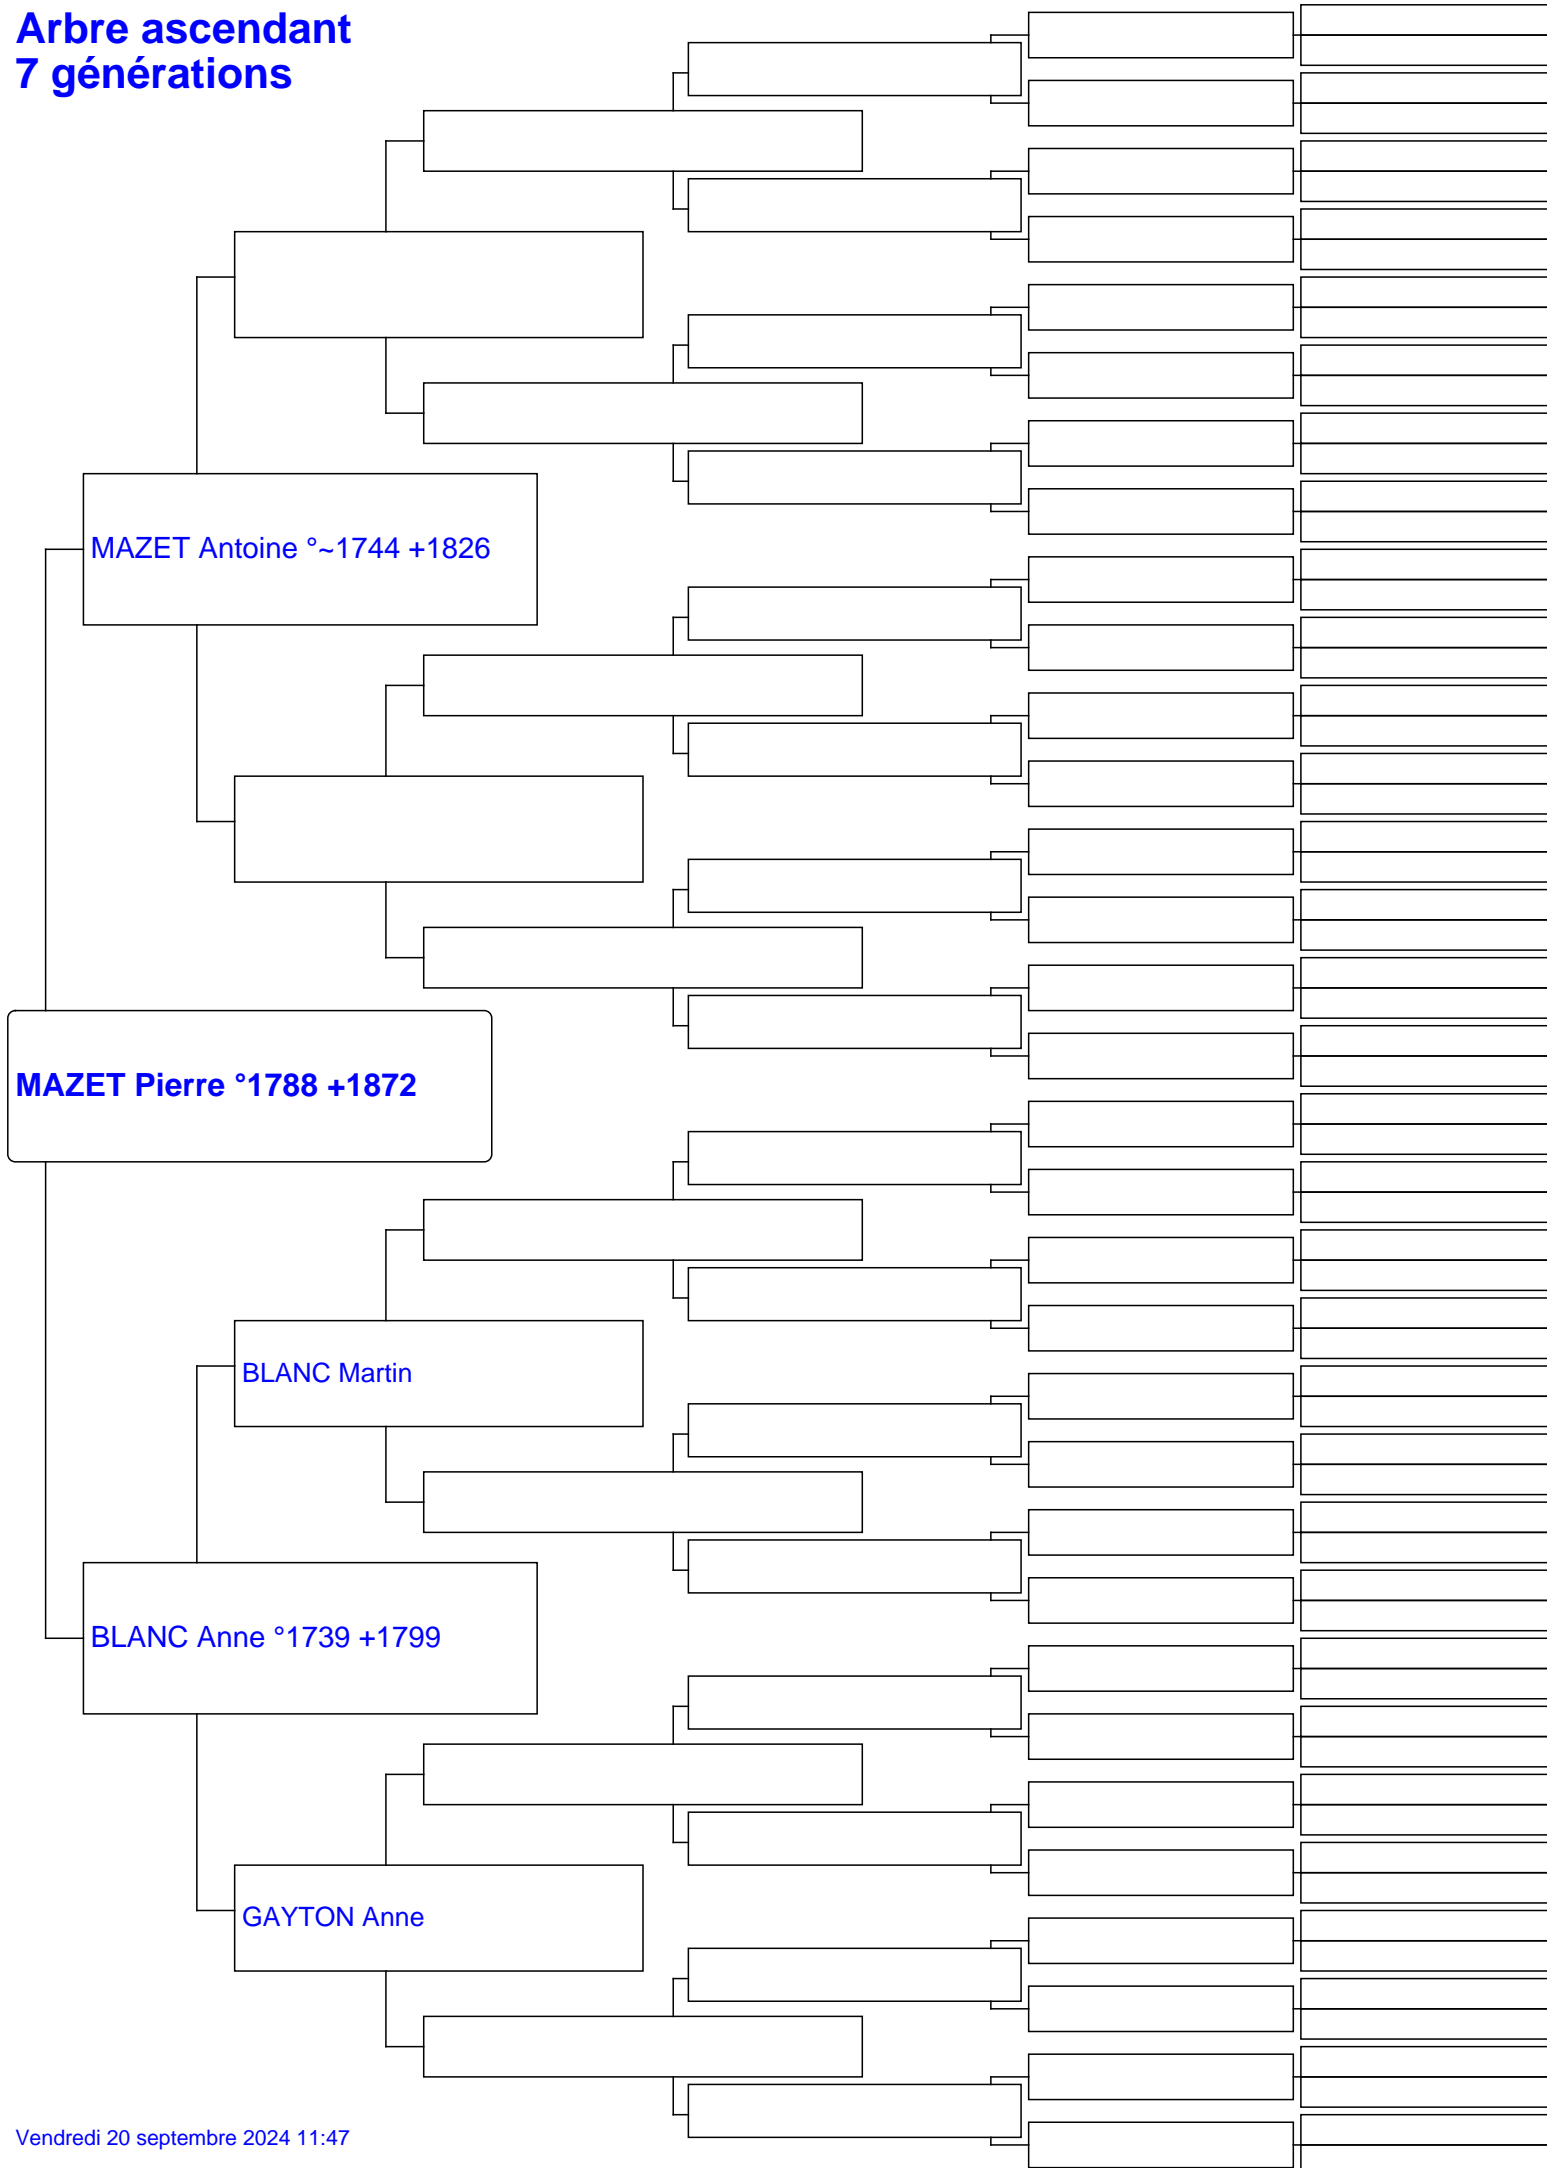 Arbre ascendant
7 générations
MAZET Antoine °~1744 +1826
MAZET Pierre °1788 +1872
BLANC Martin
BLANC Anne °1739 +1799
GAYTON Anne
Vendredi 20 septembre 2024 11:47